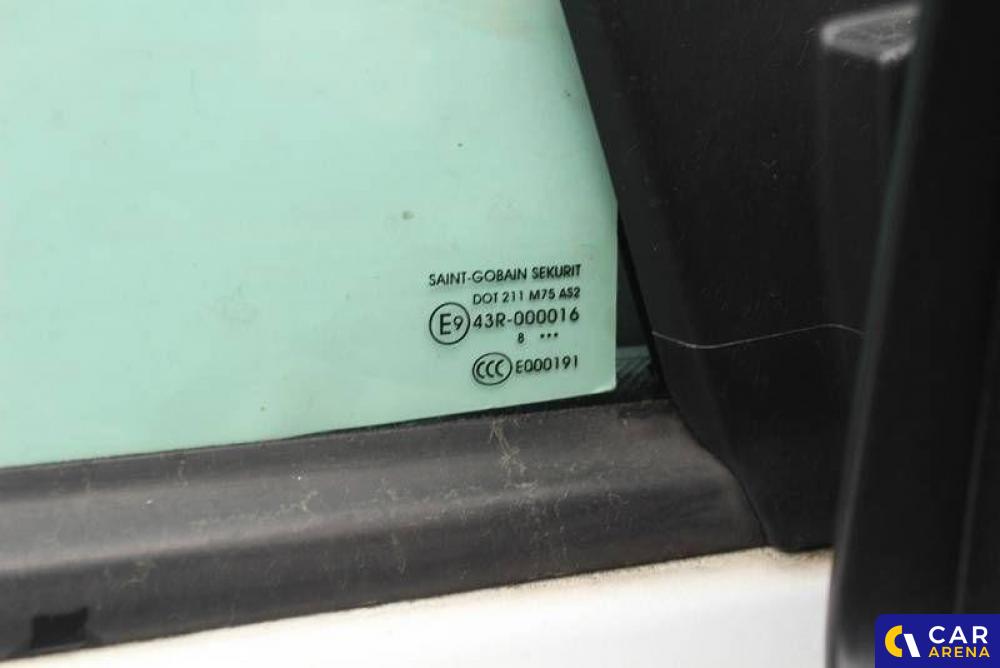 SAINT-GOBAIN SEKURIT
DOT 211 M75 AS2
E9 43R-000016
8 •••
CCC E000191
CAR
ARENA